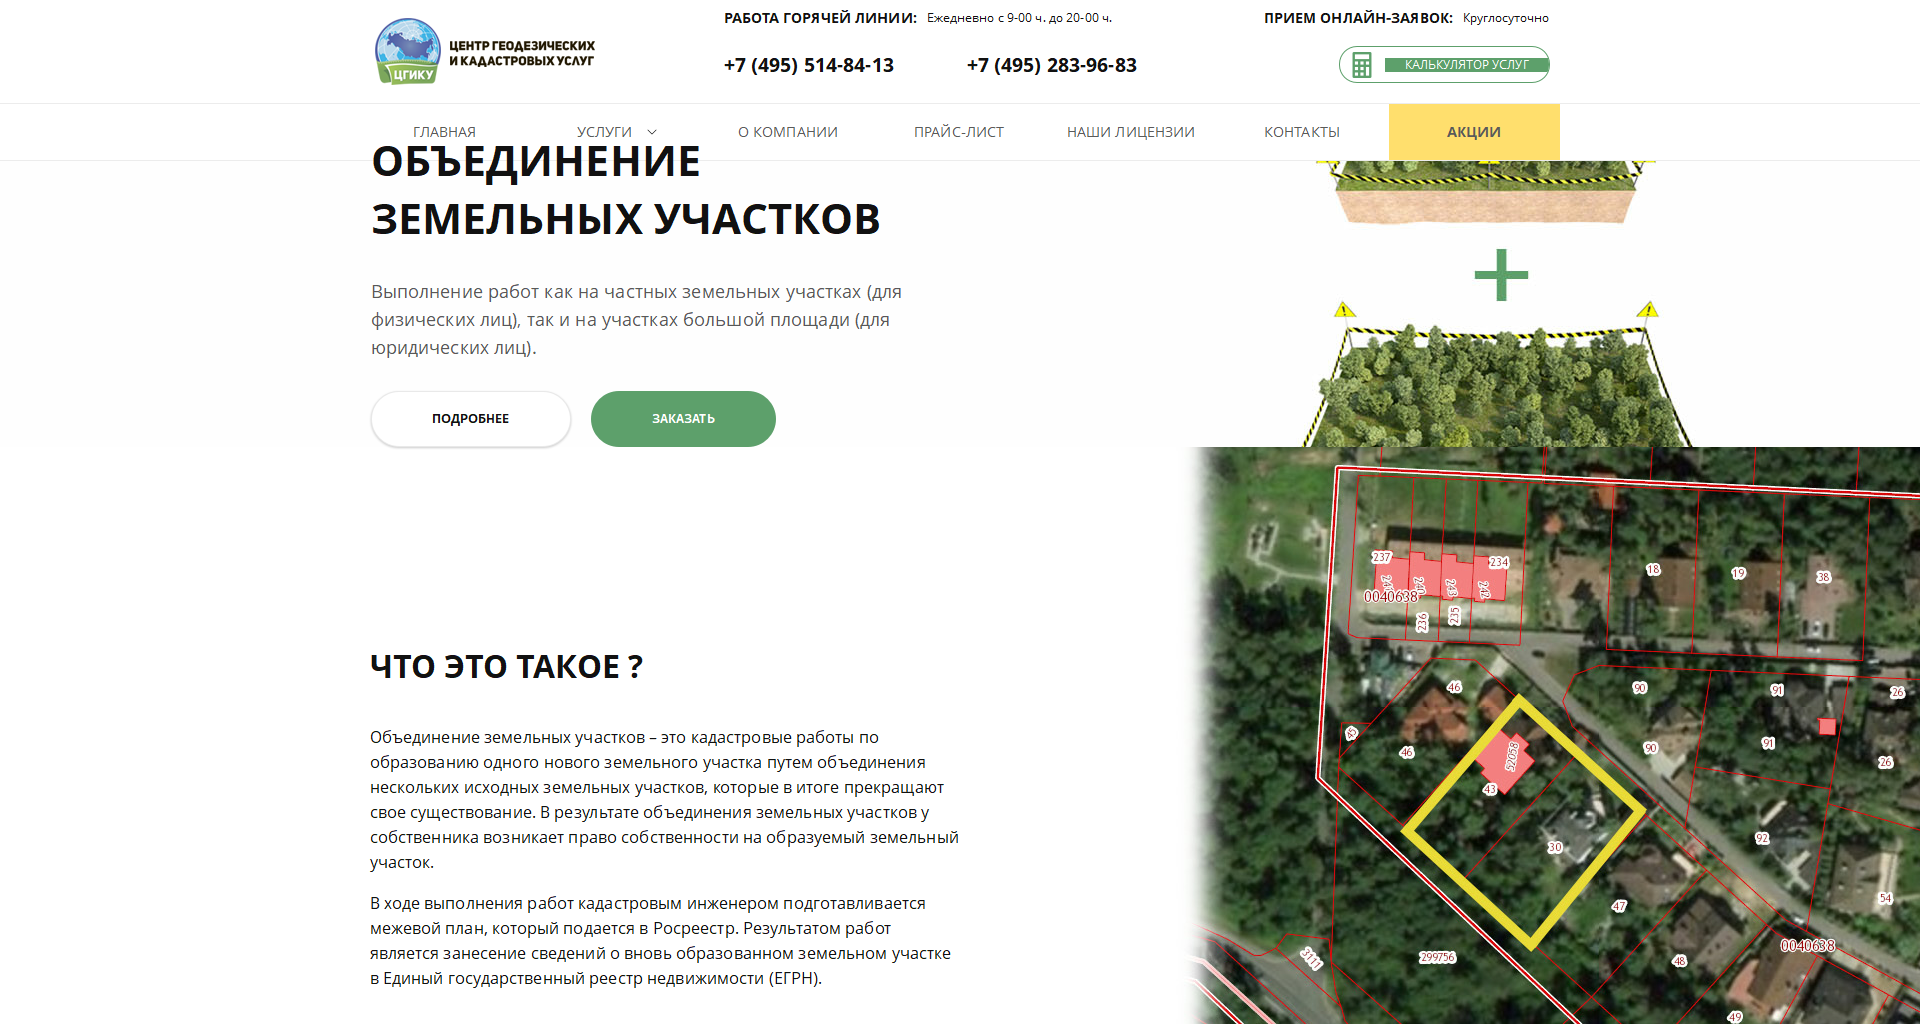 РАБОТА ГОРЯЧЕЙ ЛИНИИ: Ежедневно с 9-00 ч. до 20-00 ч.
ПРИЕМ ОНЛАЙН-ЗАЯВОК: Круглосуточно
ЦЕНТР ГЕОДЕЗИЧЕСКИХ
И КАДАСТРОВЫХ УСЛУГ
ЦГИКУ
+7 (495) 514-84-13
+7 (495) 283-96-83
КАЛЬКУЛЯТОР УСЛУГ
ГЛАВНАЯ
УСЛУГИ
О КОМПАНИИ
ПРАЙС-ЛИСТ
НАШИ ЛИЦЕНЗИИ
КОНТАКТЫ
АКЦИИ
ОБЪЕДИНЕНИЕ
ЗЕМЕЛЬНЫХ УЧАСТКОВ
Выполнение работ как на частных земельных участках (для
физических лиц), так и на участках большой площади (для
юридических лиц).
ПОДРОБНЕЕ
ЗАКАЗАТЬ
ЧТО ЭТО ТАКОЕ ?
Объединение земельных участков – это кадастровые работы по
образованию одного нового земельного участка путем объединения
нескольких исходных земельных участков, которые в итоге прекращают
свое существование. В результате объединения земельных участков у
собственника возникает право собственности на образуемый земельный
участок.
В ходе выполнения работ кадастровым инженером подготавливается
межевой план, который подается в Росреестр. Результатом работ
является занесение сведений о вновь образованном земельном участке
в Единый государственный реестр недвижимости (ЕГРН).
237
234
243
242
0040638
236
235
18
19
38
46
90
91
26
45
46
52058
90
91
26
43
30
92
47
54
0040638
3111
299756
48
49